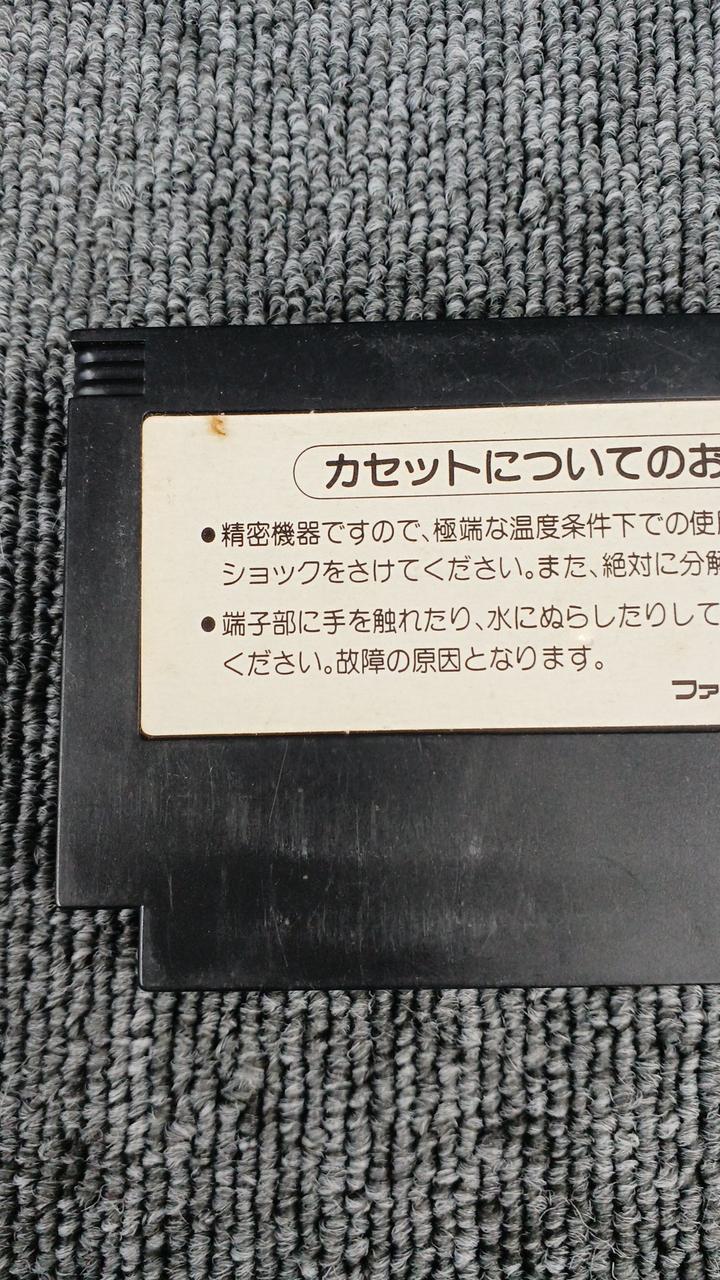 カセットについてのお
●精密機器ですので、極端な温度条件下での使
ショックをさけてください。また、絶対に分解
●端子部に手を触れたり、水にぬらしたりして
ください。故障の原因となります。
ファ